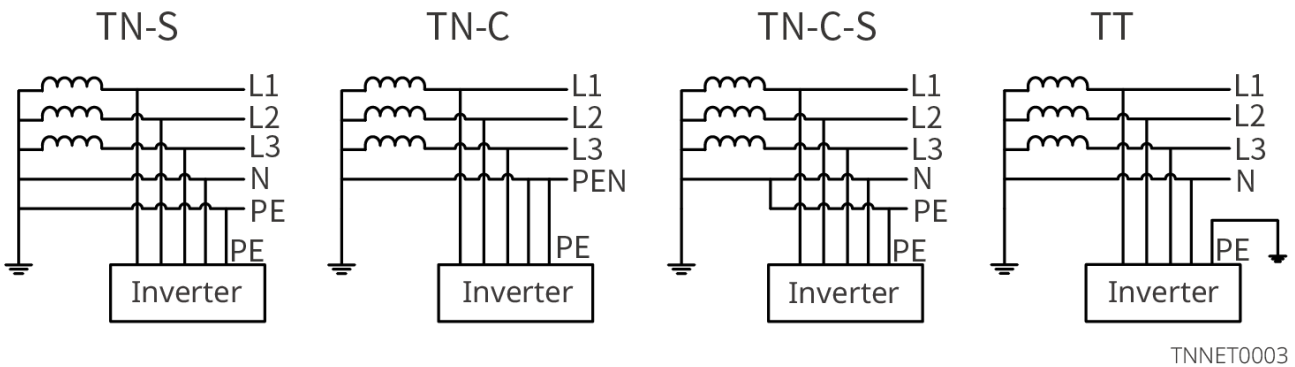 TN-S
TN-C
TN-C-S
TT
L1
L2
L3
N
PE
PE
Inverter
L1
L2
L3
PEN
PE
Inverter
L1
L2
L3
N
PE
PE
Inverter
L1
L2
L3
N
PE
Inverter
TNNET0003